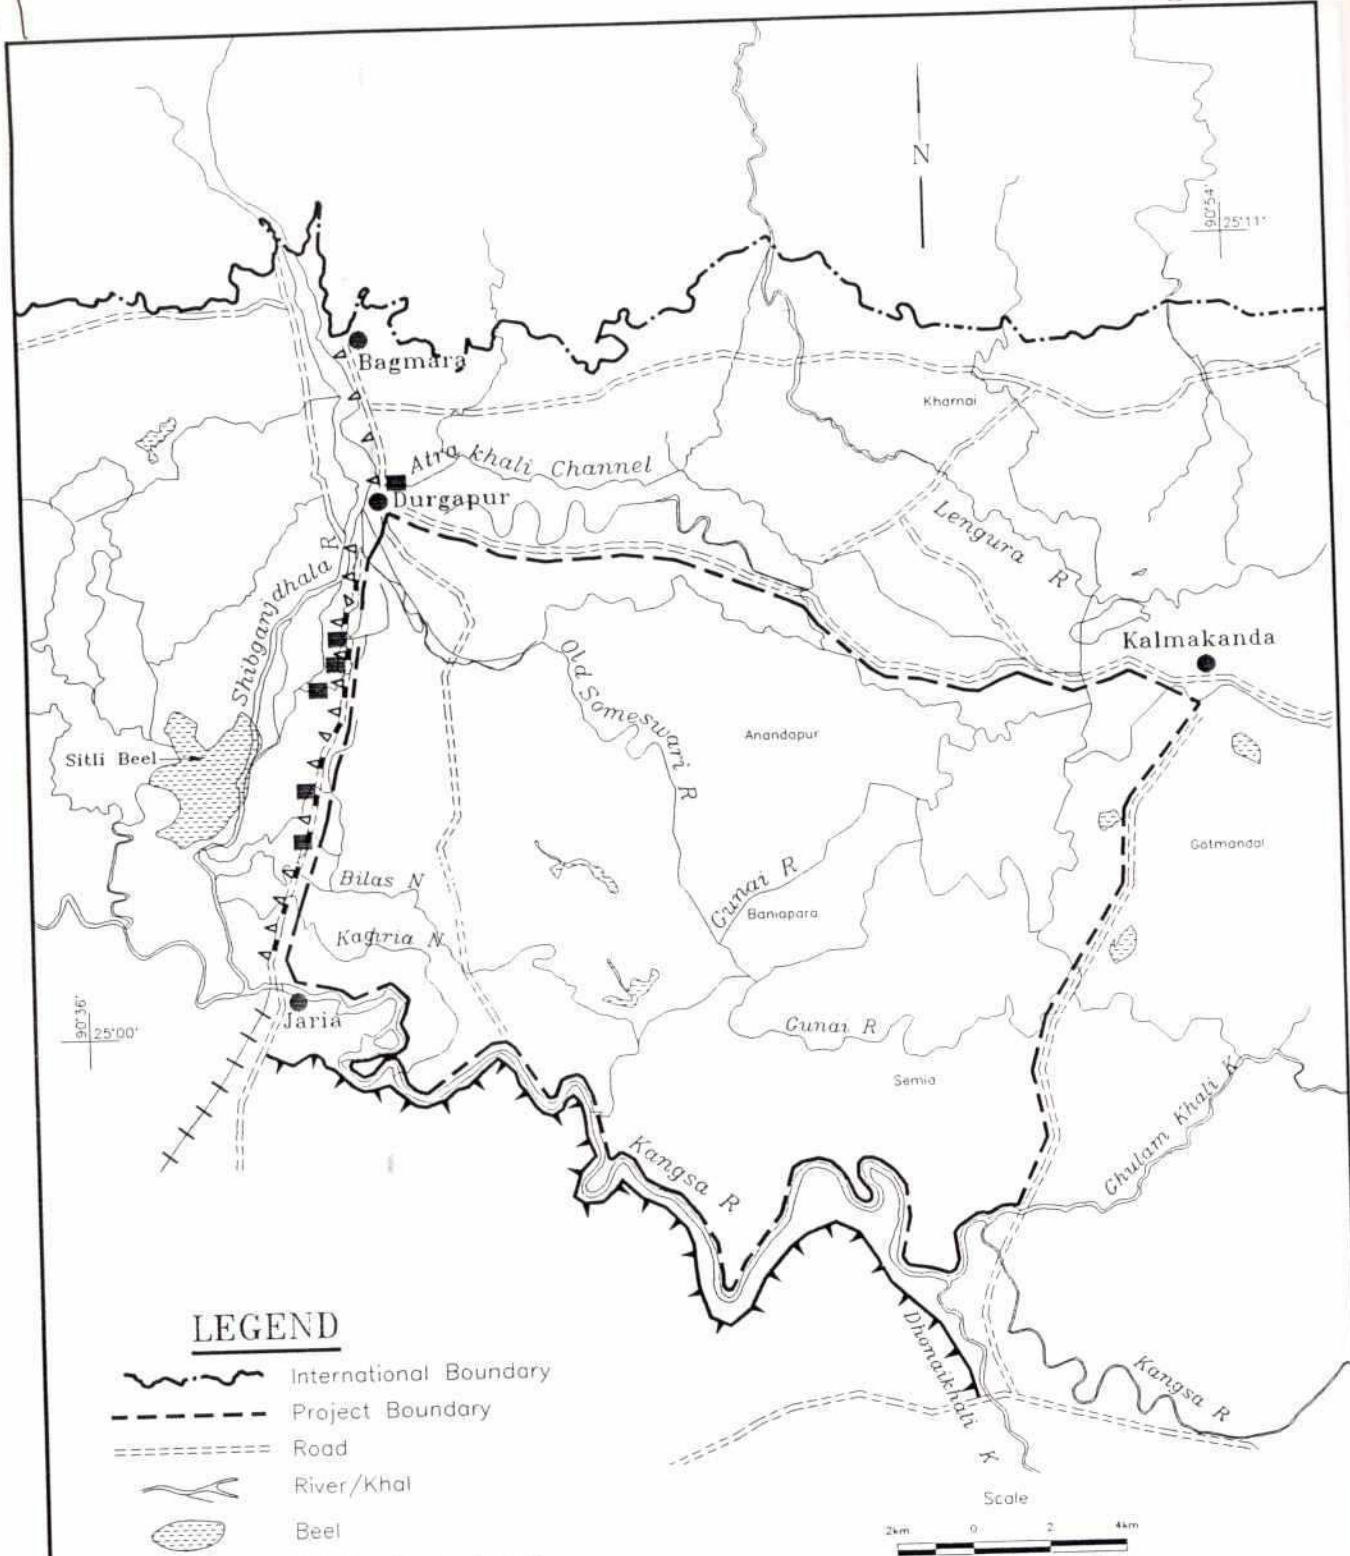 N
90°54'
25°11'
Bagmara
Kharnai
Atra khali Channel
Durgapur
Lengura R
Shibganjdhala R
Kalmakanda
Old Someswari R
Sitli Beel
Anandapur
Gotmandal
Bilas N
Gunai R
Baniapara
Kagria N
90°36'
25°00'
Jaria
Gunai R
Semia
Ghulam Khali K
Kangsa R
Dhonaikhali K
Kangsa R
LEGEND
International Boundary
Project Boundary
Road
River/Khal
Beel
Scale
2km 0 2 4km